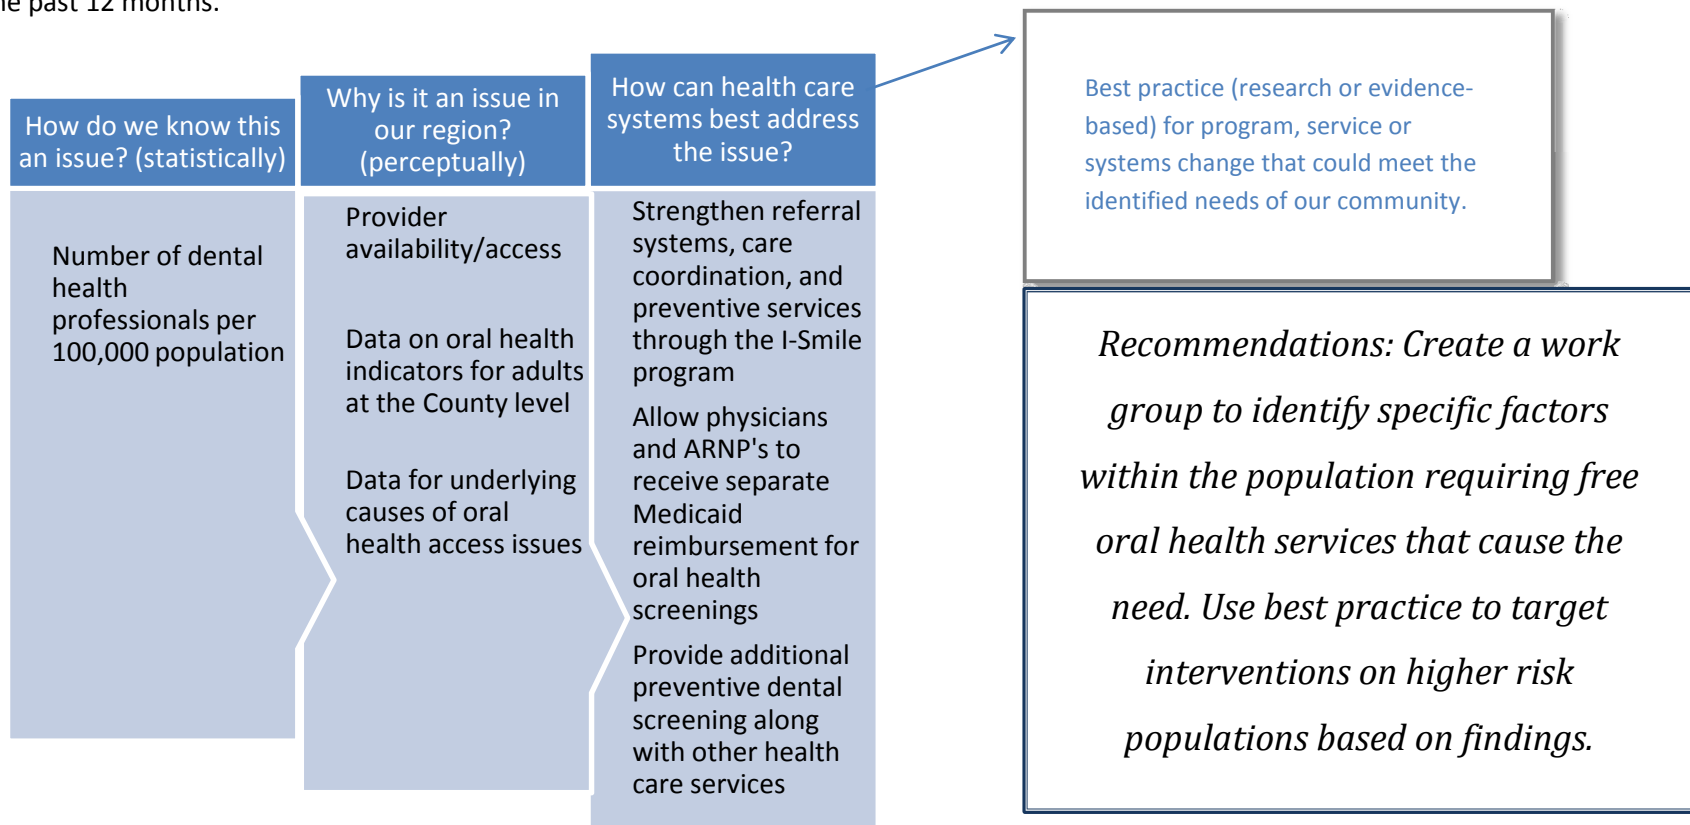 he past 12 months.
How do we know this
an issue? (statistically)
Number of dental
health
professionals per
100,000 population
Why is it an issue in
our region?
(perceptually)
Provider
availability/access
Data on oral health
indicators for adults
at the County level
Data for underlying
causes of oral
health access issues
How can health care
systems best address
the issue?
Strengthen referral
systems, care
coordination, and
preventive services
through the I-Smile
program
Allow physicians
and ARNP's to
receive separate
Medicaid
reimbursement for
oral health
screenings
Provide additional
preventive dental
screening along
with other health
care services
Best practice (research or evidence-
based) for program, service or
systems change that could meet the
identified needs of our community.
Recommendations: Create a work
group to identify specific factors
within the population requiring free
oral health services that cause the
need. Use best practice to target
interventions on higher risk
populations based on findings.